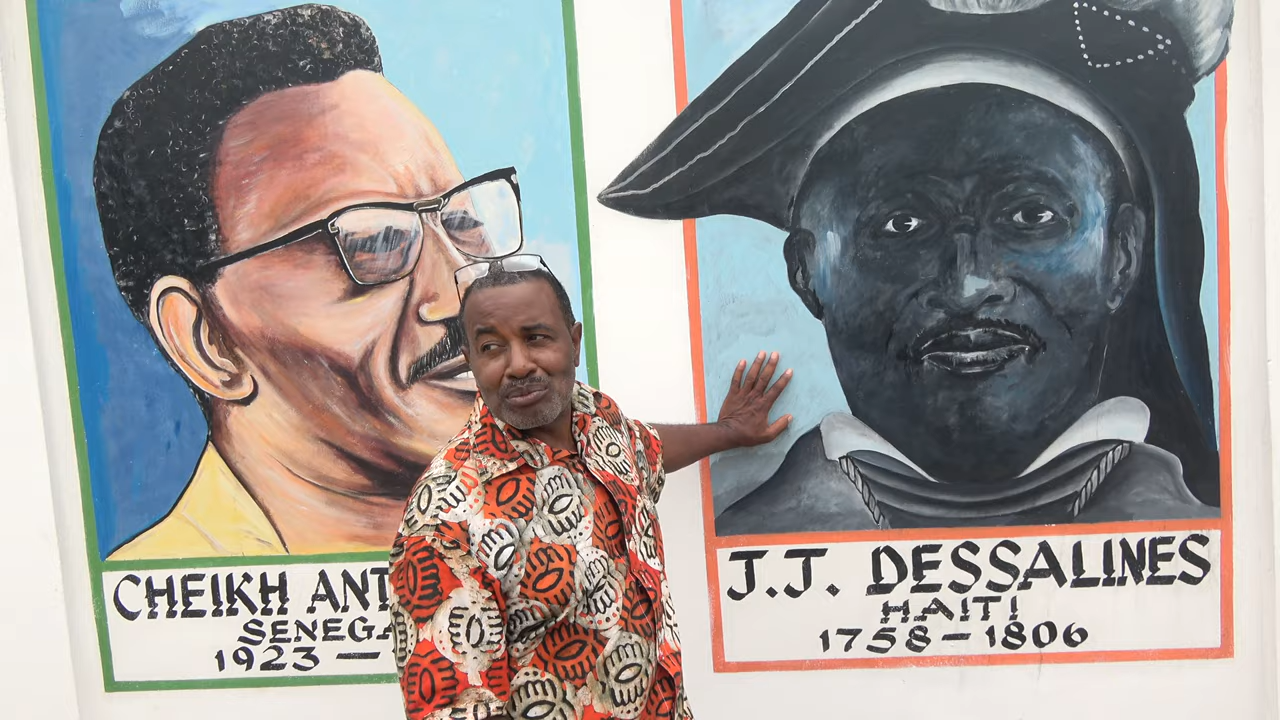 CHEIKH ANT
SENEGA
1923 –
J.J. DESSALINES
HAITI
1758 – 1806